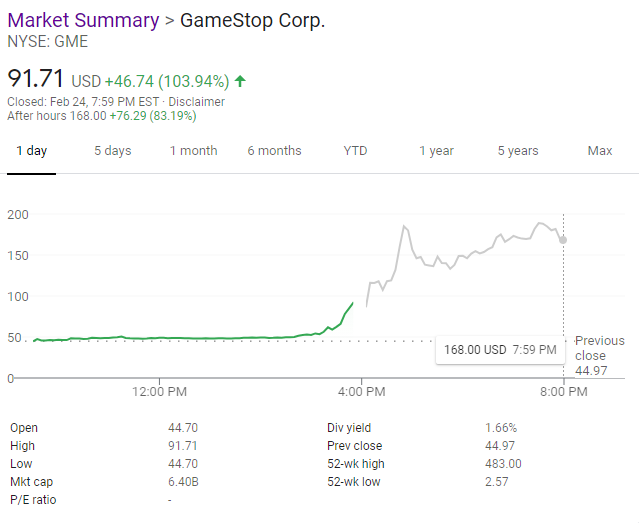 Market Summary > GameStop Corp.
NYSE: GME
91.71 USD +46.74 (103.94%) ↑
Closed: Feb 24, 7:59 PM EST · Disclaimer
After hours 168.00 +76.29 (83.19%)
1 day 5 days 1 month 6 months YTD 1 year 5 years Max
200
150
100
50
0
168.00 USD 7:59 PM
Previous
close
44.97
12:00 PM 4:00 PM 8:00 PM
Open 44.70 Div yield 1.66%
High 91.71 Prev close 44.97
Low 44.70 52-wk high 483.00
Mkt cap 6.40B 52-wk low 2.57
P/E ratio -